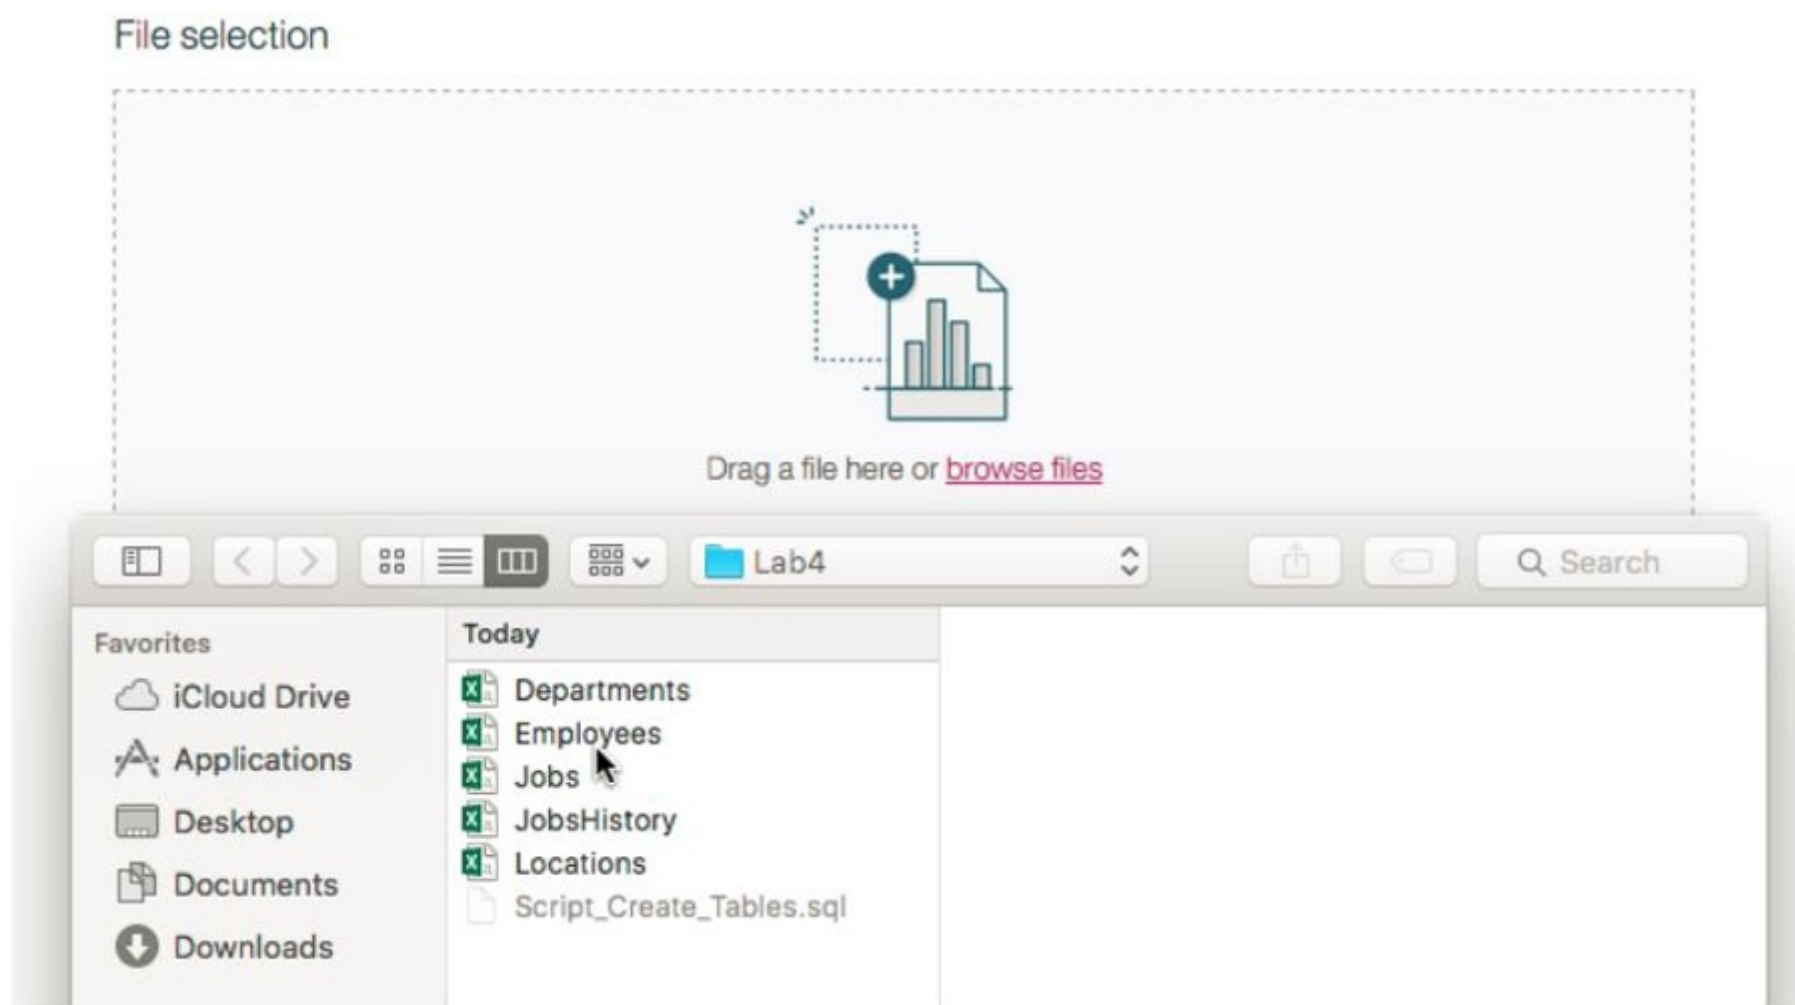 File selection
Drag a file here or browse files
Lab4
Search
Favorites
iCloud Drive
Applications
Desktop
Documents
Downloads
Today
Departments
Employees
Jobs
JobsHistory
Locations
Script_Create_Tables.sql